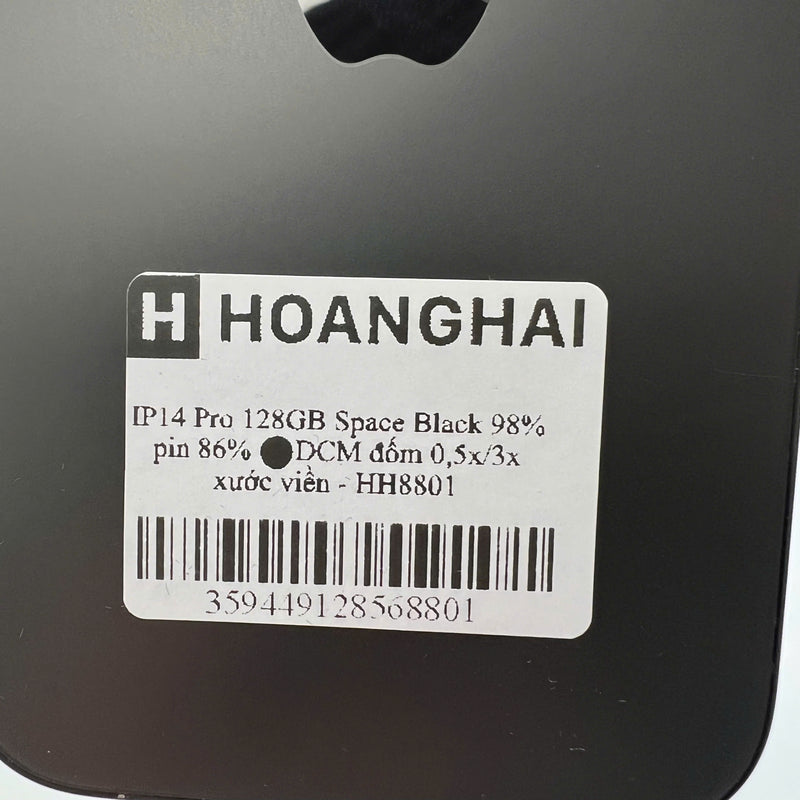 H HOANGHAI
IP14 Pro 128GB Space Black 98%
pin 86% ⚫DCM đốm 0,5x/3x
xước viền - HH8801
359449128568801